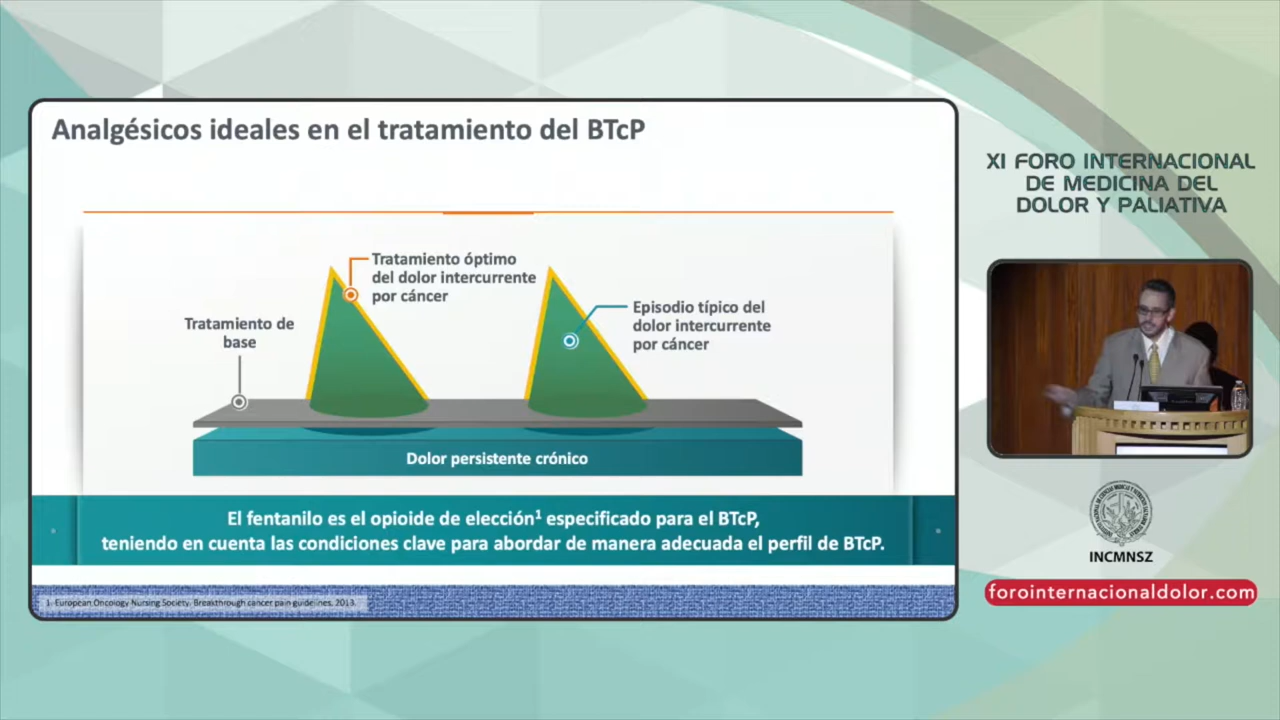 Analgésicos ideales en el tratamiento del BTcP
Tratamiento óptimo
del dolor intercurrente
por cáncer
Episodio típico del
dolor intercurrente
por cáncer
Tratamiento de
base
Dolor persistente crónico
El fentanilo es el opioide de elección¹ especificado para el BTcP,
teniendo en cuenta las condiciones clave para abordar de manera adecuada el perfil de BTcP.
1. European Oncology Nursing Society. Breakthrough cancer pain guidelines. 2013.
XI FORO INTERNACIONAL
DE MEDICINA DEL
DOLOR Y PALIATIVA
INCMNSZ
forointernacionaldolor.com